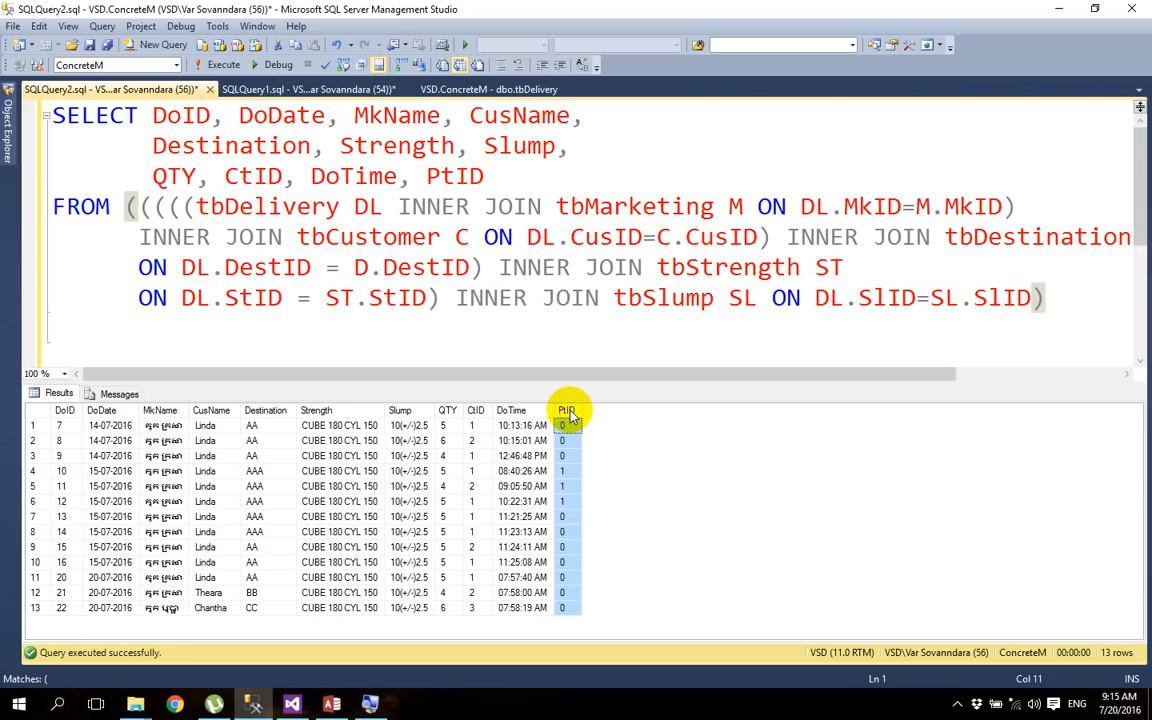 SQLQuery2.sql - VSD.ConcreteM (VSD\Var Sovanndara (56))* - Microsoft SQL Server Management Studio
File Edit View Query Project Debug Tools Window Help
New Query
ConcreteM Execute Debug
SQLQuery2.sql - VS...ar Sovanndara (56))* SQLQuery1.sql - VS...ar Sovanndara (54))* VSD.ConcreteM - dbo.tbDelivery
Object Explorer
SELECT DoID, DoDate, MkName, CusName,
Destination, Strength, Slump,
QTY, CtID, DoTime, PtID
FROM (((((tbDelivery DL INNER JOIN tbMarketing M ON DL.MkID=M.MkID)
INNER JOIN tbCustomer C ON DL.CusID=C.CusID) INNER JOIN tbDestination
ON DL.DestID = D.DestID) INNER JOIN tbStrength ST
ON DL.StID = ST.StID) INNER JOIN tbSlump SL ON DL.SlID=SL.SlID)
100 %
Results Messages
DoID DoDate MkName CusName Destination Strength Slump QTY CtID DoTime PtID
1 7 14-07-2016 Linda AA CUBE 180 CYL 150 10(+/-)2.5 5 1 10:13:16 AM 0
2 8 14-07-2016 Linda AA CUBE 180 CYL 150 10(+/-)2.5 6 2 10:15:01 AM 0
3 9 14-07-2016 Linda AA CUBE 180 CYL 150 10(+/-)2.5 4 1 12:46:48 PM 0
4 10 15-07-2016 Linda AAA CUBE 180 CYL 150 10(+/-)2.5 5 1 08:40:26 AM 1
5 11 15-07-2016 Linda AAA CUBE 180 CYL 150 10(+/-)2.5 4 2 09:05:50 AM 1
6 12 15-07-2016 Linda AAA CUBE 180 CYL 150 10(+/-)2.5 5 1 10:22:31 AM 1
7 13 15-07-2016 Linda AAA CUBE 180 CYL 150 10(+/-)2.5 5 1 11:21:25 AM 0
8 14 15-07-2016 Linda AAA CUBE 180 CYL 150 10(+/-)2.5 5 1 11:23:13 AM 0
9 15 15-07-2016 Linda AA CUBE 180 CYL 150 10(+/-)2.5 5 2 11:24:11 AM 0
10 16 15-07-2016 Linda AA CUBE 180 CYL 150 10(+/-)2.5 5 1 11:25:08 AM 0
11 20 20-07-2016 Linda AA CUBE 180 CYL 150 10(+/-)2.5 5 1 07:57:40 AM 0
12 21 20-07-2016 Theara BB CUBE 180 CYL 150 10(+/-)2.5 4 2 07:58:00 AM 0
13 22 20-07-2016 Chantha CC CUBE 180 CYL 150 10(+/-)2.5 6 3 07:58:19 AM 0
Query executed successfully. VSD (11.0 RTM) VSD\Var Sovanndara (56) ConcreteM 00:00:00 13 rows
Matches: ( Ln 1 Col 11 INS
ENG 9:15 AM
7/20/2016